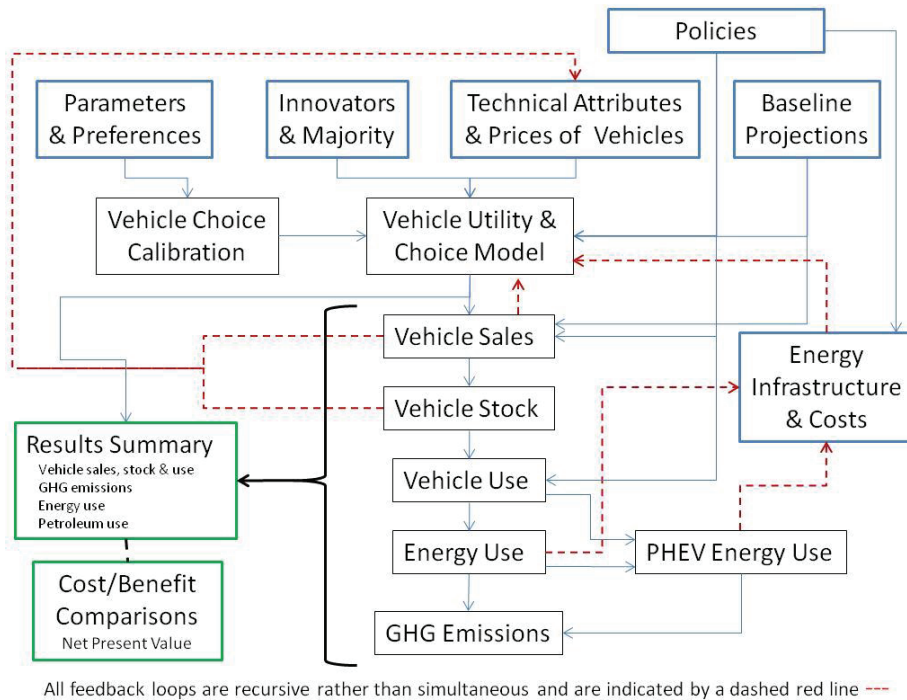 Policies
Parameters
& Preferences
Innovators
& Majority
Technical Attributes
& Prices of Vehicles
Baseline
Projections
Vehicle Choice
Calibration
Vehicle Utility &
Choice Model
Vehicle Sales
Energy
Infrastructure
& Costs
Vehicle Stock
Results Summary
Vehicle sales, stock & use
GHG emissions
Energy use
Petroleum use
Vehicle Use
Energy Use
PHEV Energy Use
Cost/Benefit
Comparisons
Net Present Value
GHG Emissions
All feedback loops are recursive rather than simultaneous and are indicated by a dashed red line